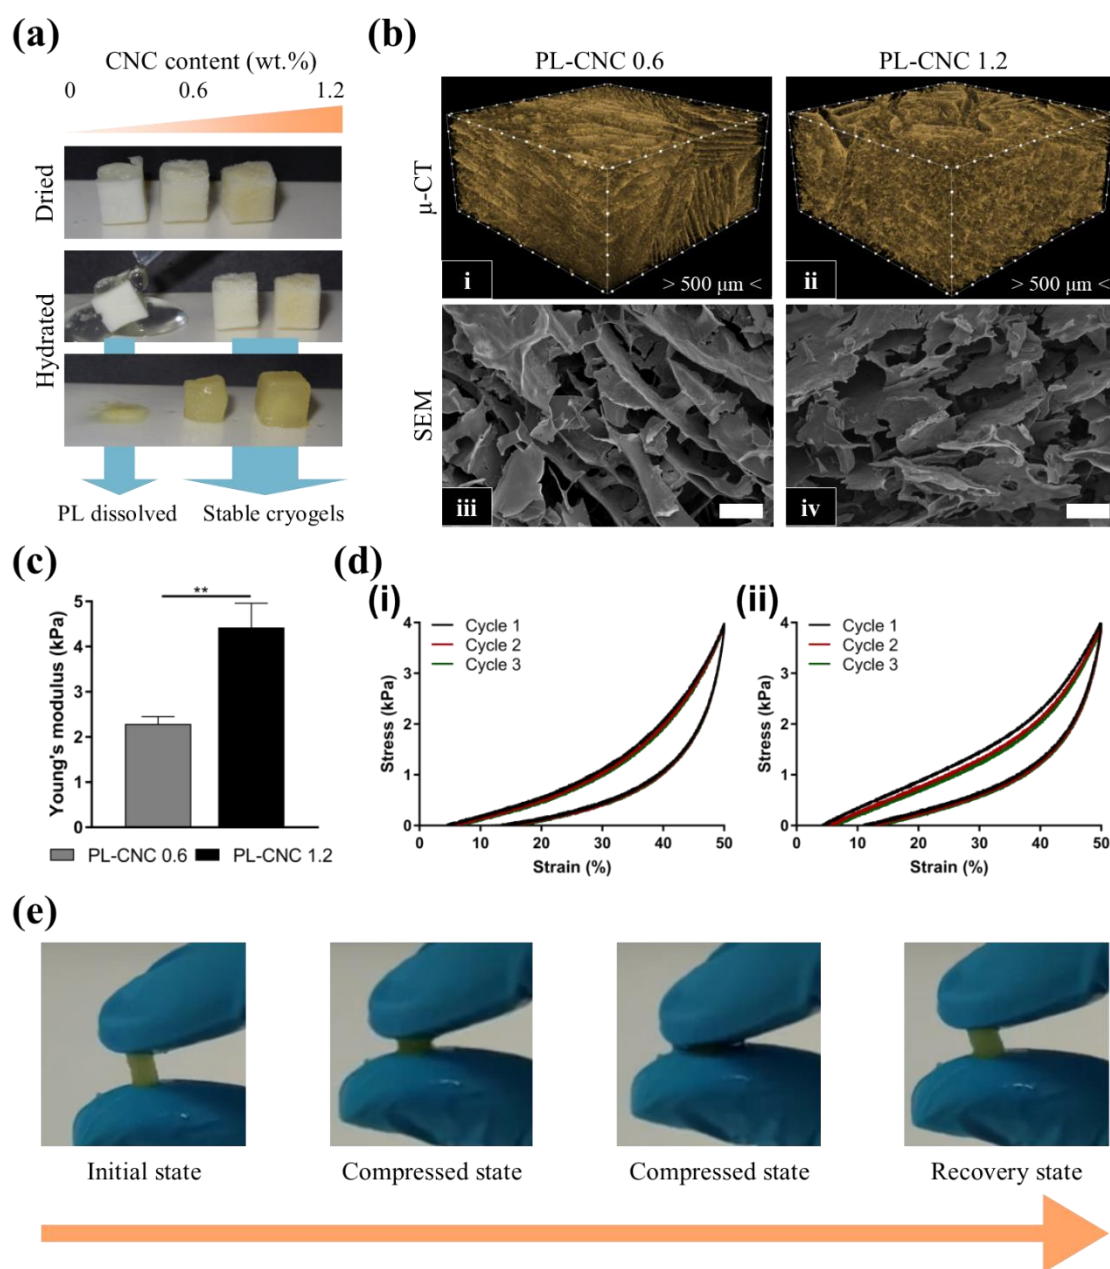 (a)
CNC content (wt.%)
0 0.6 1.2
Dried
Hydrated
PL dissolved Stable cryogels
(b)
PL-CNC 0.6 PL-CNC 1.2
μ-CT
i > 500 μm <
ii > 500 μm <
SEM
iii
iv
(c)
**
Young's modulus (kPa)
5
4
3
2
1
0
PL-CNC 0.6 PL-CNC 1.2
(d)
(i)
Cycle 1
Cycle 2
Cycle 3
Stress (kPa)
4
3
2
1
0
0 10 20 30 40 50
Strain (%)
(ii)
Cycle 1
Cycle 2
Cycle 3
Stress (kPa)
4
3
2
1
0
0 10 20 30 40 50
Strain (%)
(e)
Initial state Compressed state Compressed state Recovery state